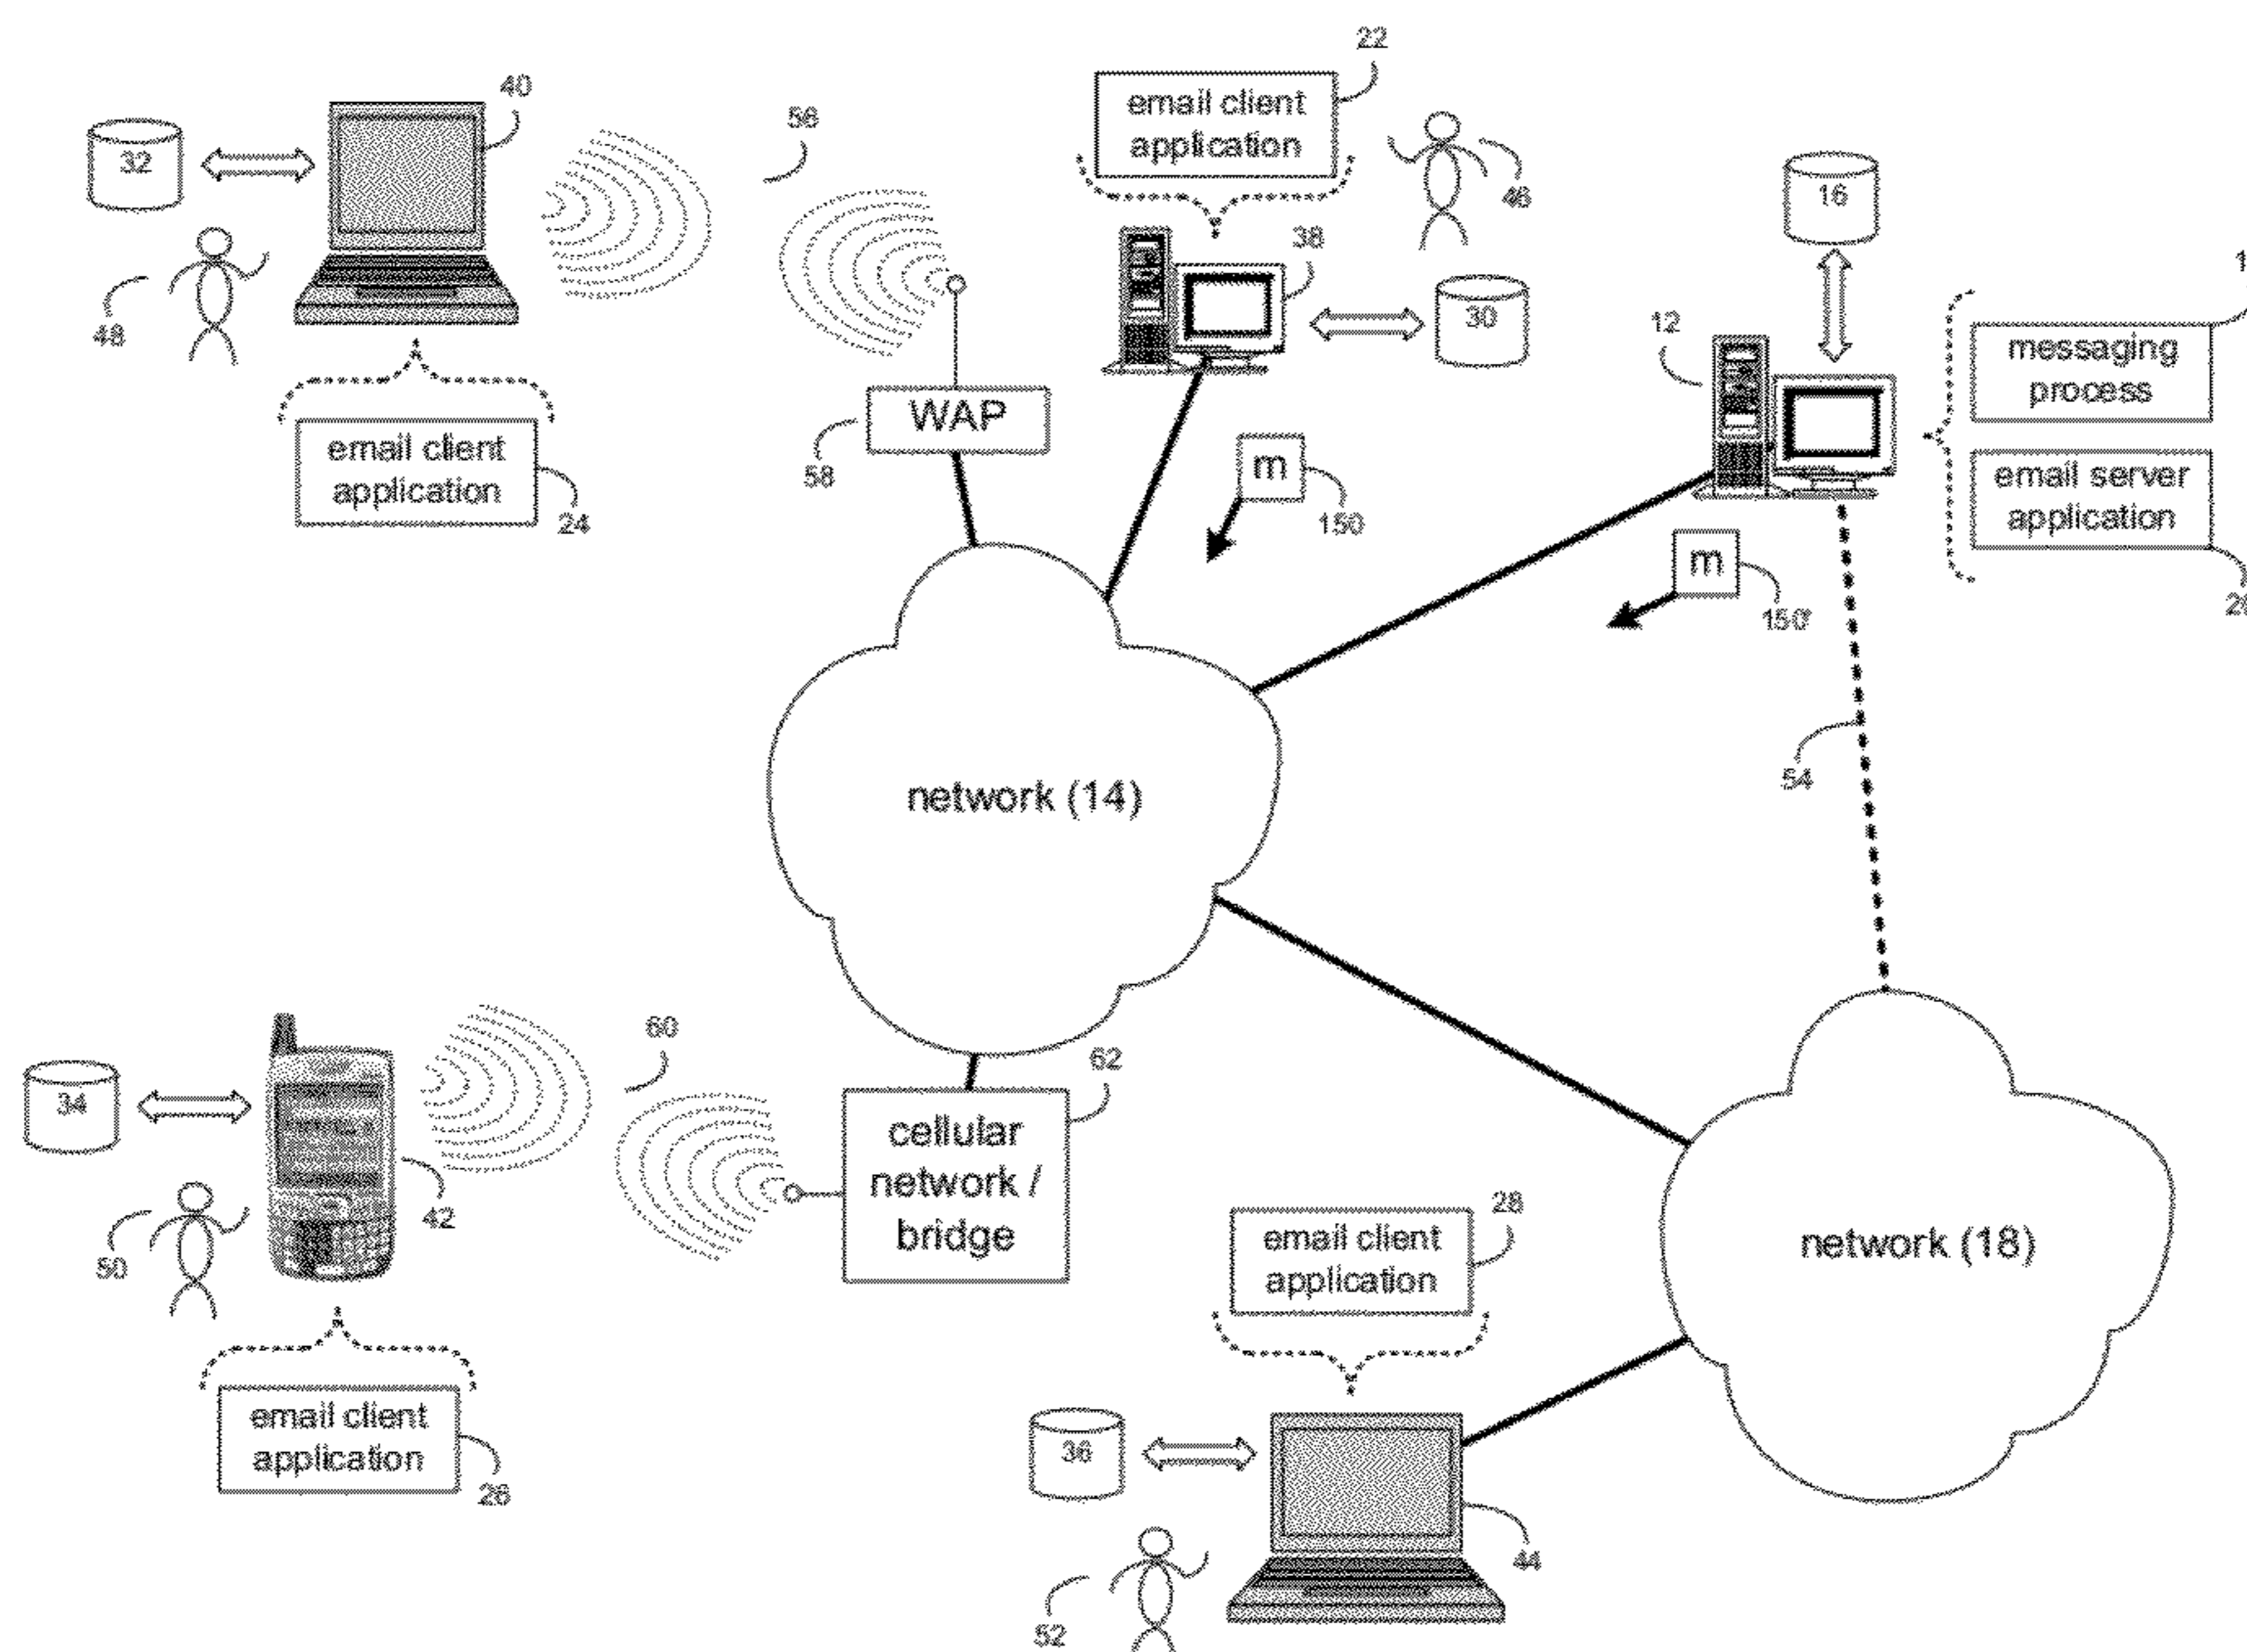 22
40
email client
application
56
32
46
16
38
48
30
12
1
messaging
process
WAP
58
email client
application
24
m
150
email server
application
m
150'
20
54
network (14)
60
62
34
cellular
network /
bridge
42
50
28
email client
application
network (18)
email client
application
26
36
44
52